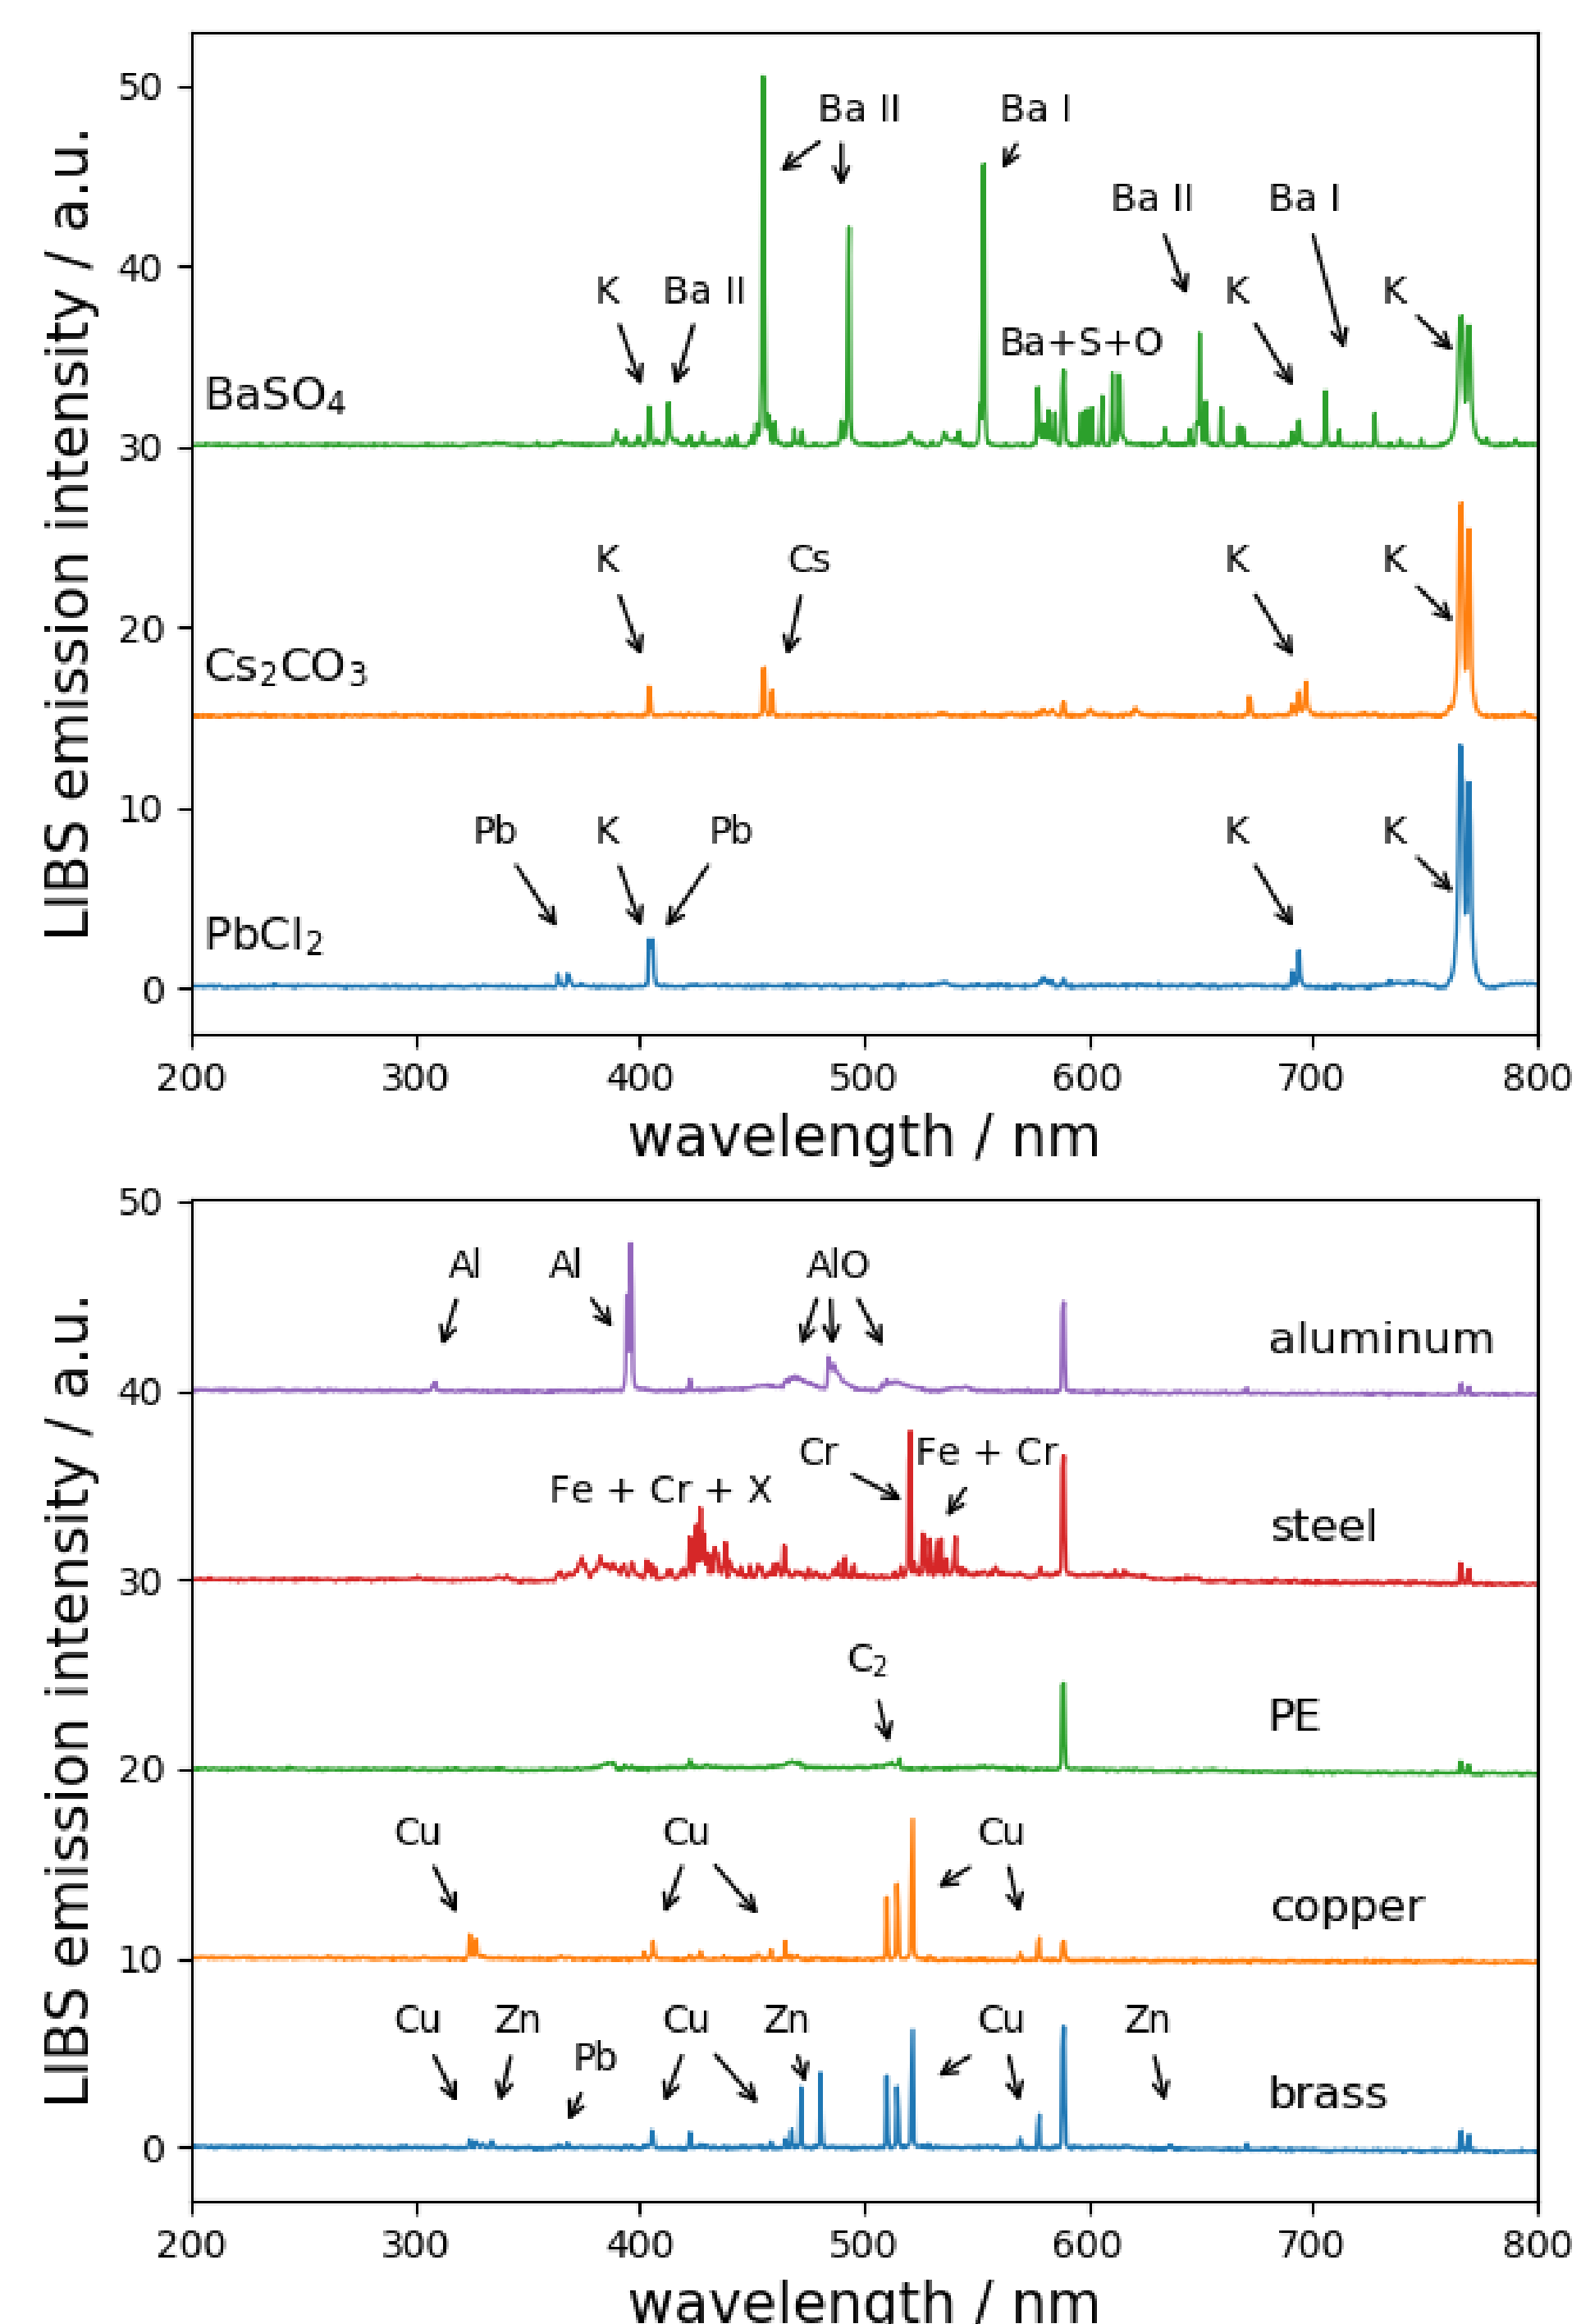 50
Ba II Ba I
Ba II Ba I
40
K Ba II K K
Ba+S+O
BaSO₄
30
K Cs K K
20
Cs₂CO₃
10
Pb K Pb K K
PbCl₂
0
LIBS emission intensity / a.u.
200 300 400 500 600 700 800
wavelength / nm
50
Al Al AlO
aluminum
40
Cr Fe + Cr
Fe + Cr + X
steel
30
C₂
PE
20
Cu Cu Cu
copper
10
Cu Zn Cu Zn Cu Zn
Pb
brass
0
LIBS emission intensity / a.u.
200 300 400 500 600 700 800
wavelength / nm